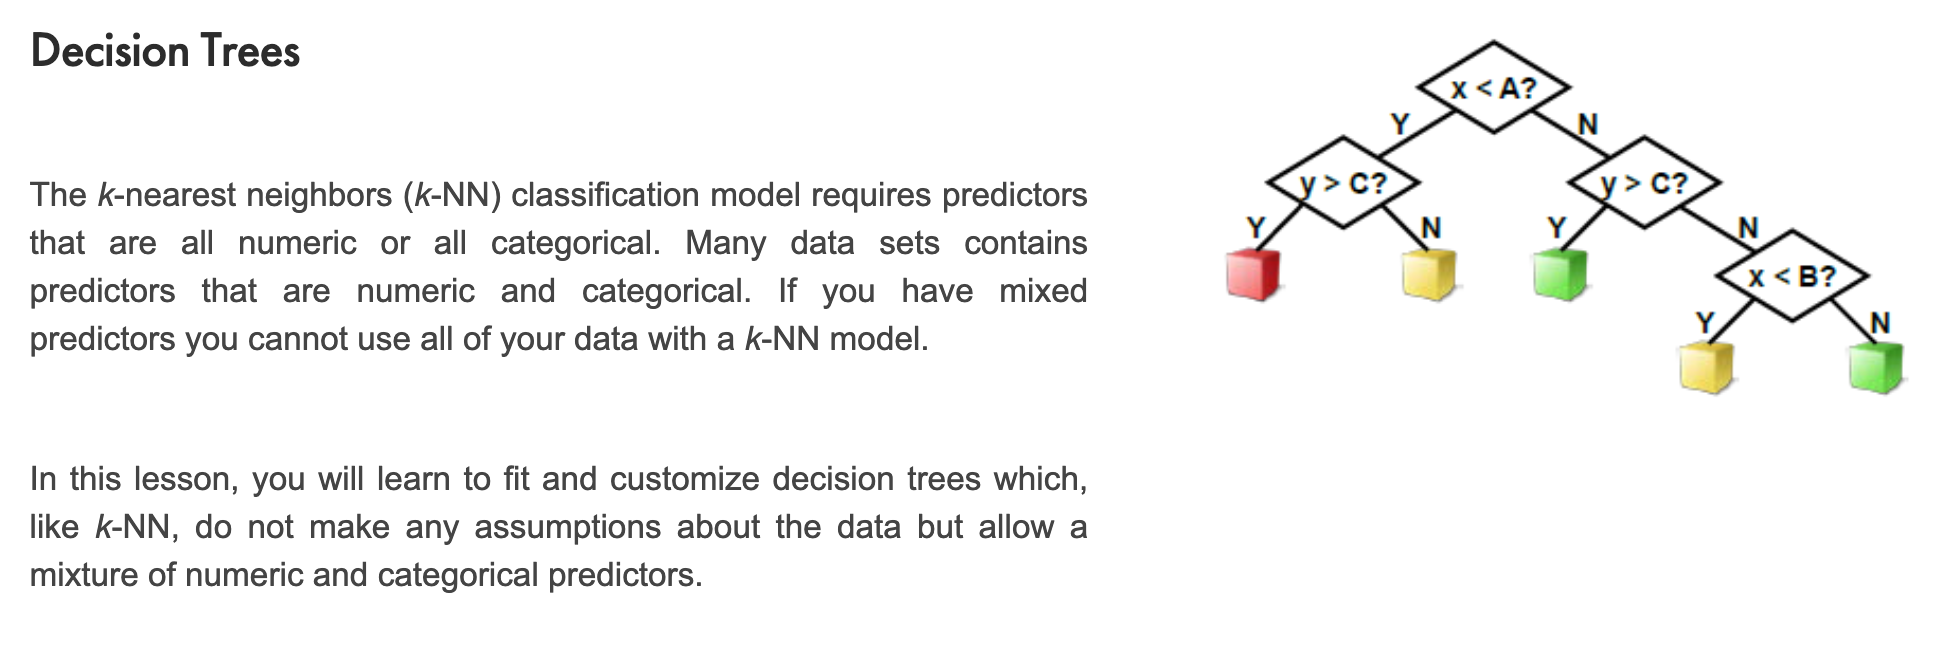 Decision Trees
The k-nearest neighbors (k-NN) classification model requires predictors
that are all numeric or all categorical. Many data sets contains
predictors that are numeric and categorical. If you have mixed
predictors you cannot use all of your data with a k-NN model.
In this lesson, you will learn to fit and customize decision trees which,
like k-NN, do not make any assumptions about the data but allow a
mixture of numeric and categorical predictors.
x < A?
Y N
y > C? y > C?
Y N Y N
x < B?
Y N